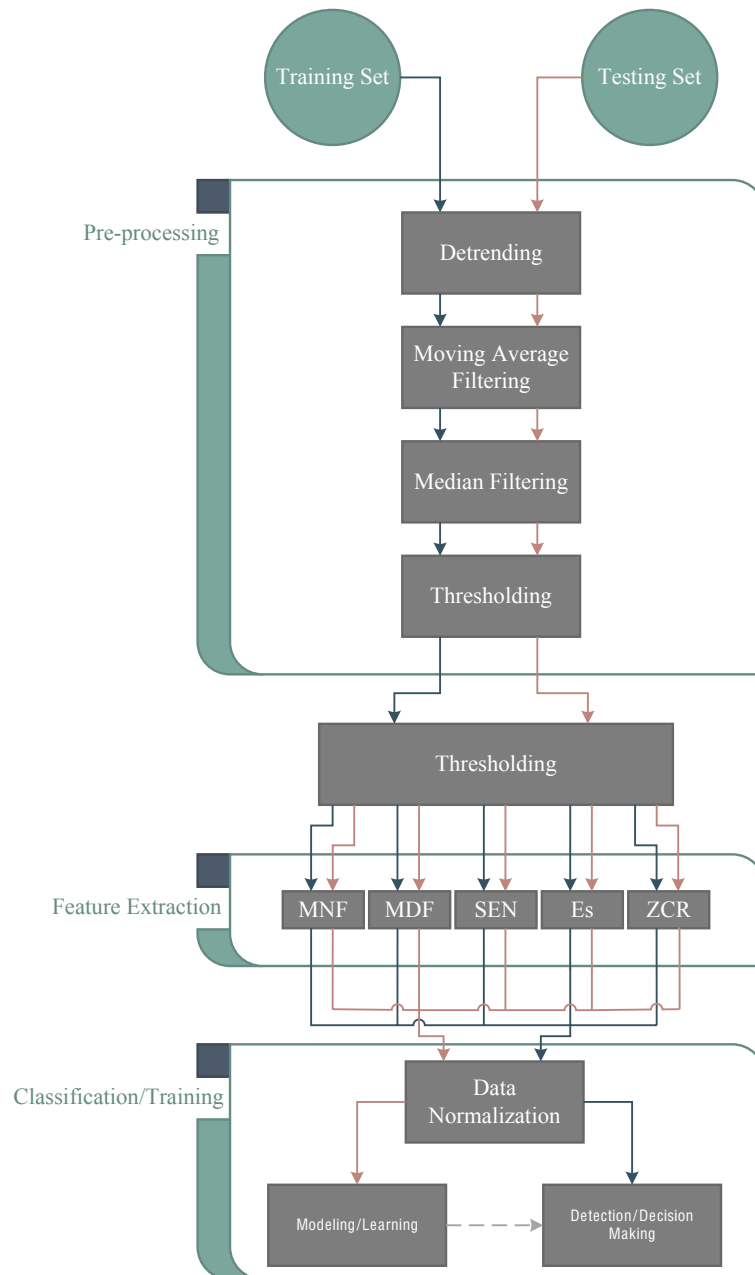 Training Set
Testing Set
Pre-processing
Detrending
Moving Average
Filtering
Median Filtering
Thresholding
Thresholding
Feature Extraction
MNF
MDF
SEN
Es
ZCR
Classification/Training
Data
Normalization
Modeling/Learning
Detection/Decision
Making